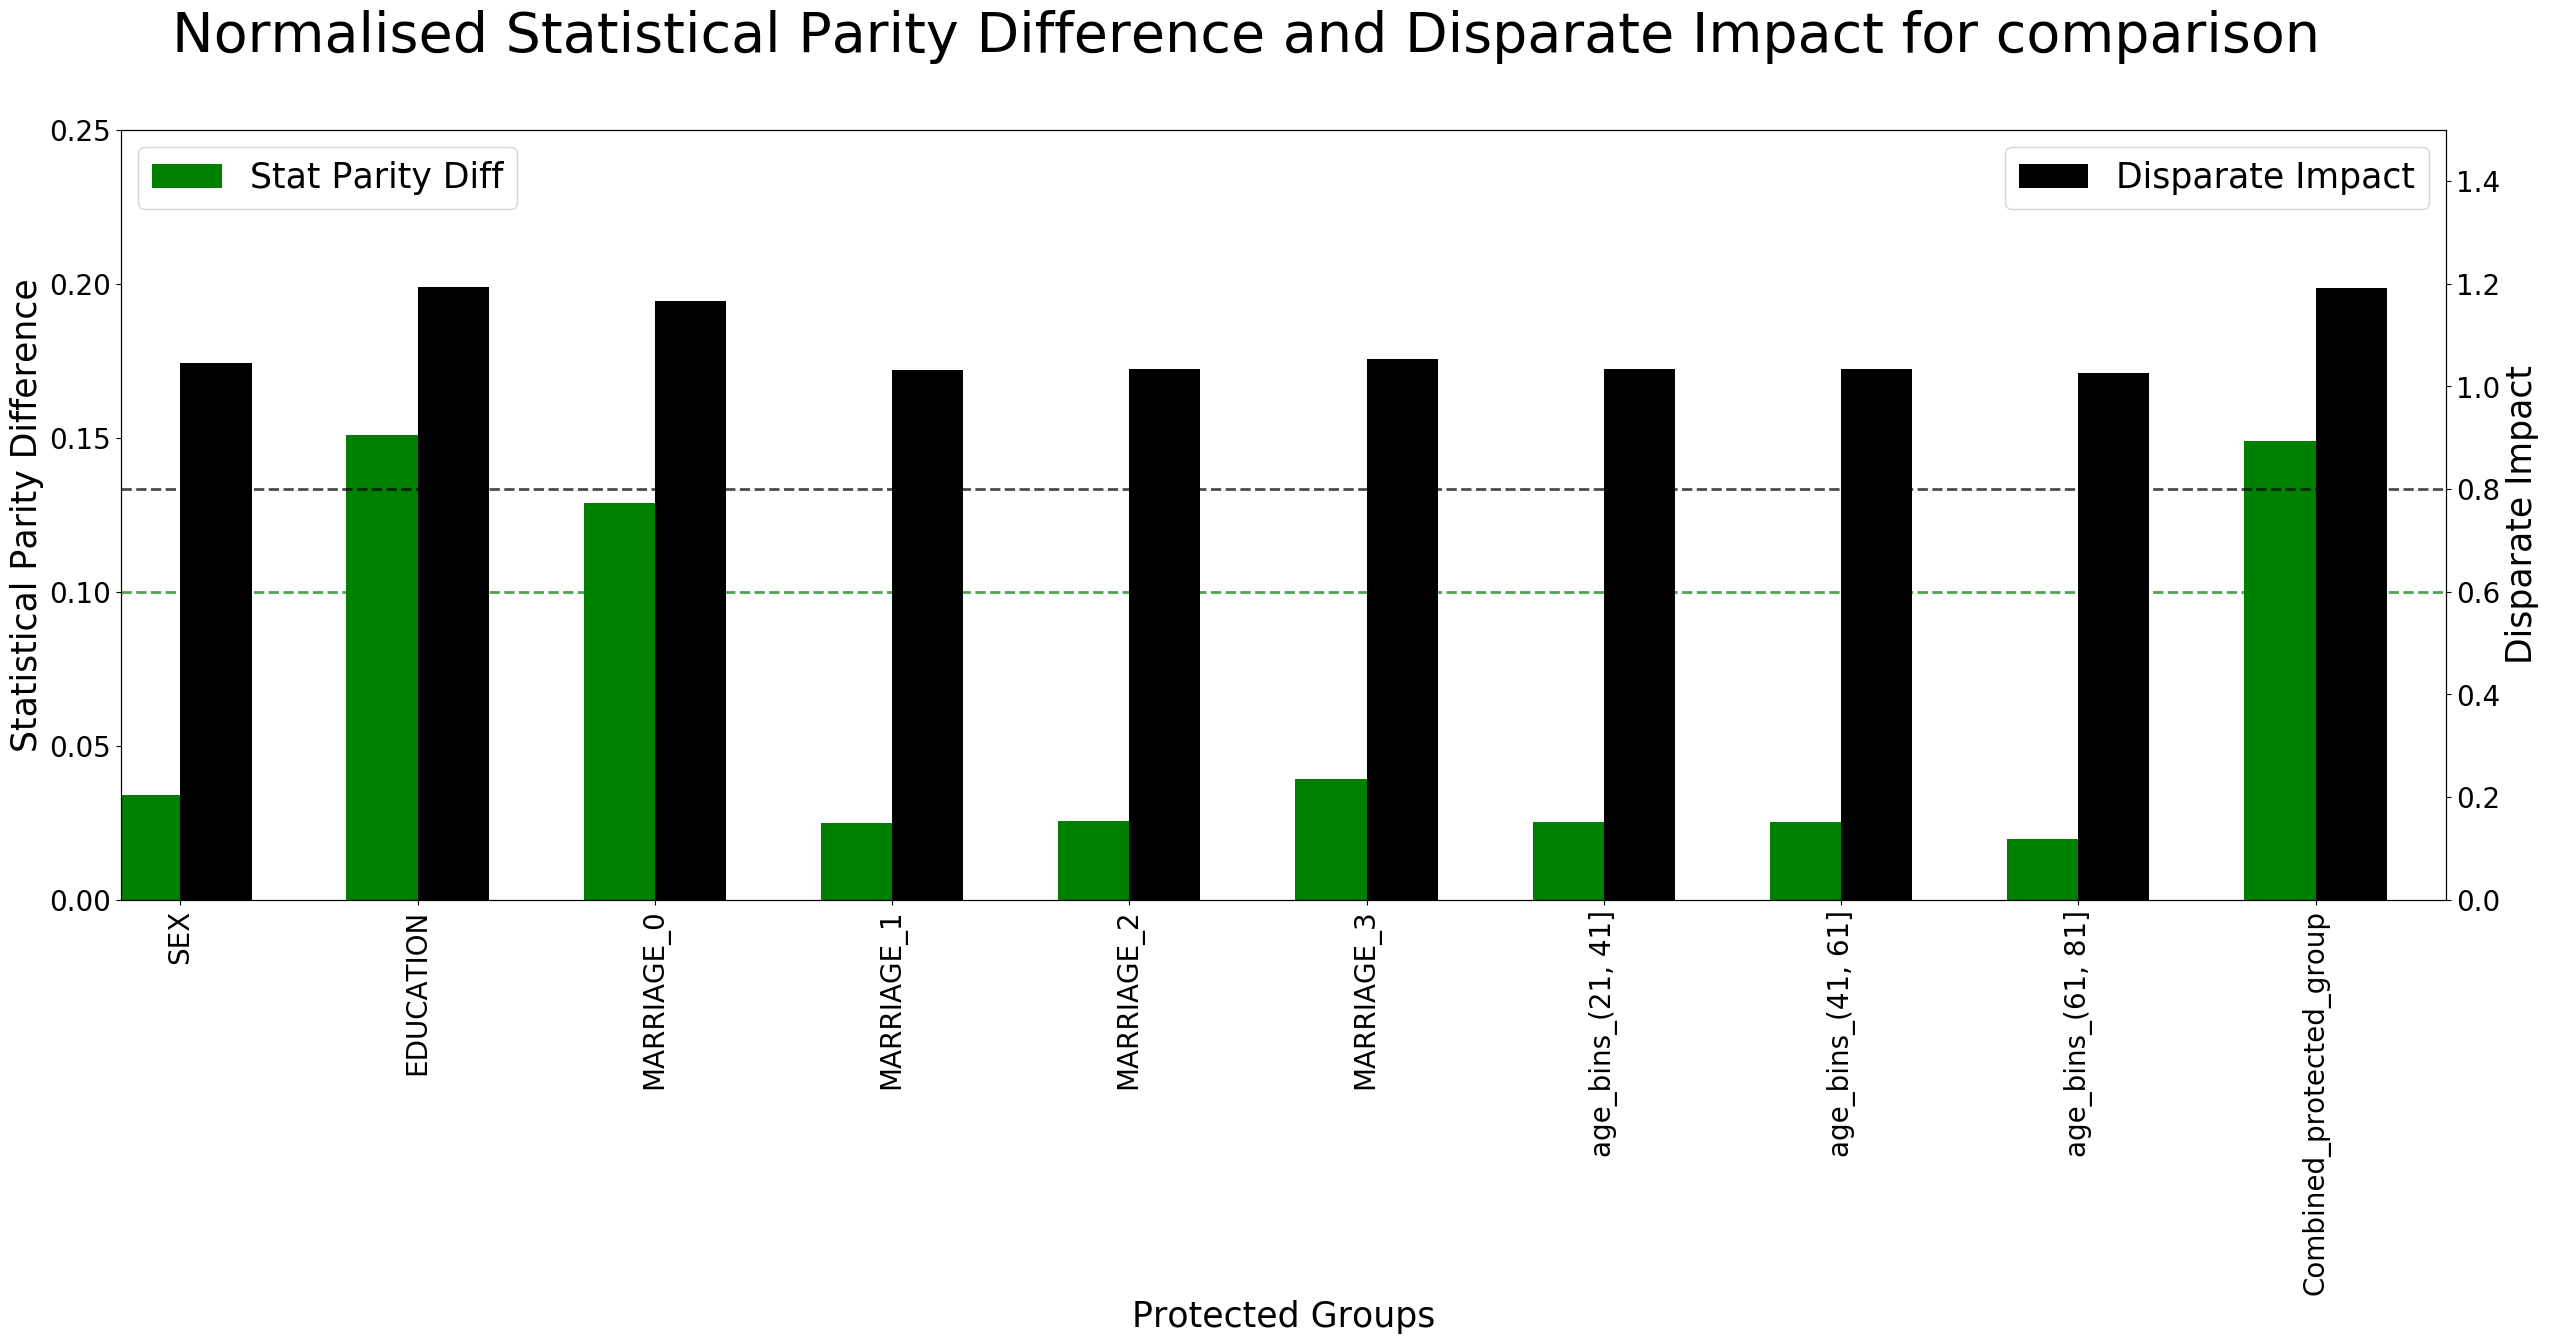 Normalised Statistical Parity Difference and Disparate Impact for comparison
Stat Parity Diff
Disparate Impact
Statistical Parity Difference
0.25
0.20
0.15
0.10
0.05
0.00
1.4
1.2
1.0
0.8
0.6
0.4
0.2
0.0
Disparate Impact
SEX
EDUCATION
MARRIAGE_0
MARRIAGE_1
MARRIAGE_2
MARRIAGE_3
age_bins_(21, 41]
age_bins_(41, 61]
age_bins_(61, 81]
Combined_protected_group
Protected Groups